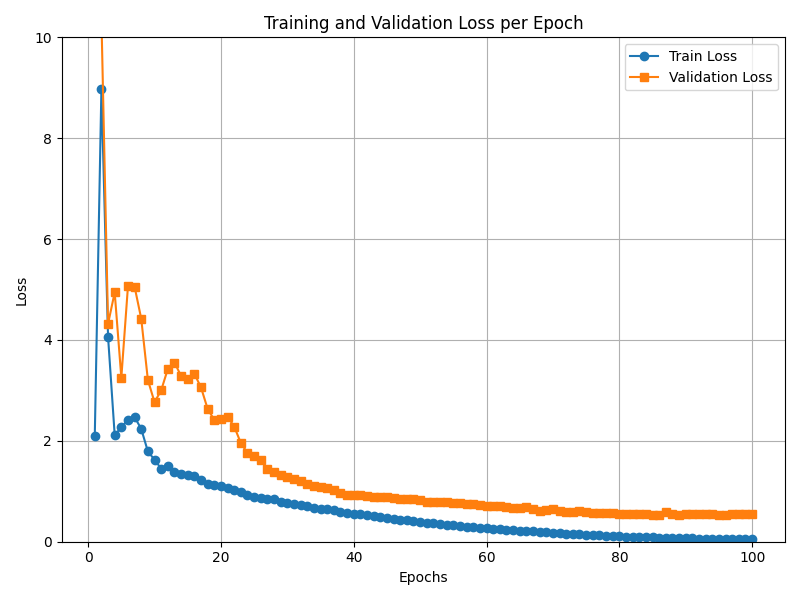 Training and Validation Loss per Epoch
Train Loss
Validation Loss
Loss
10
8
6
4
2
0
0 20 40 60 80 100
Epochs